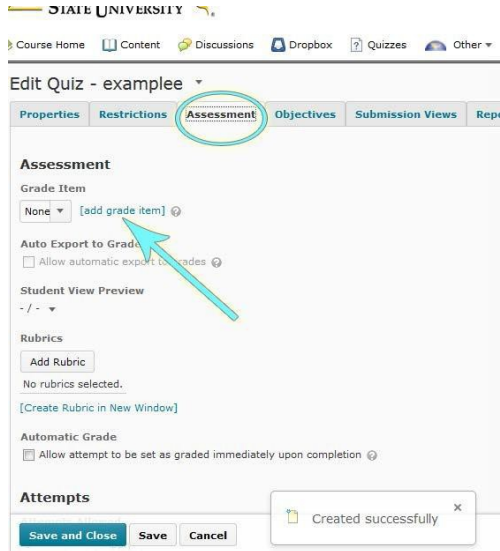 STATE UNIVERSITY
Course Home Content Discussions Dropbox Quizzes Other
Edit Quiz - examplee
Properties Restrictions Assessment Objectives Submission Views Repo
Assessment
Grade Item
None [add grade item]
Auto Export to Grades
Allow automatic export to grades
Student View Preview
- / -
Rubrics
Add Rubric
No rubrics selected.
[Create Rubric in New Window]
Automatic Grade
Allow attempt to be set as graded immediately upon completion
Attempts
Created successfully
Save and Close Save Cancel